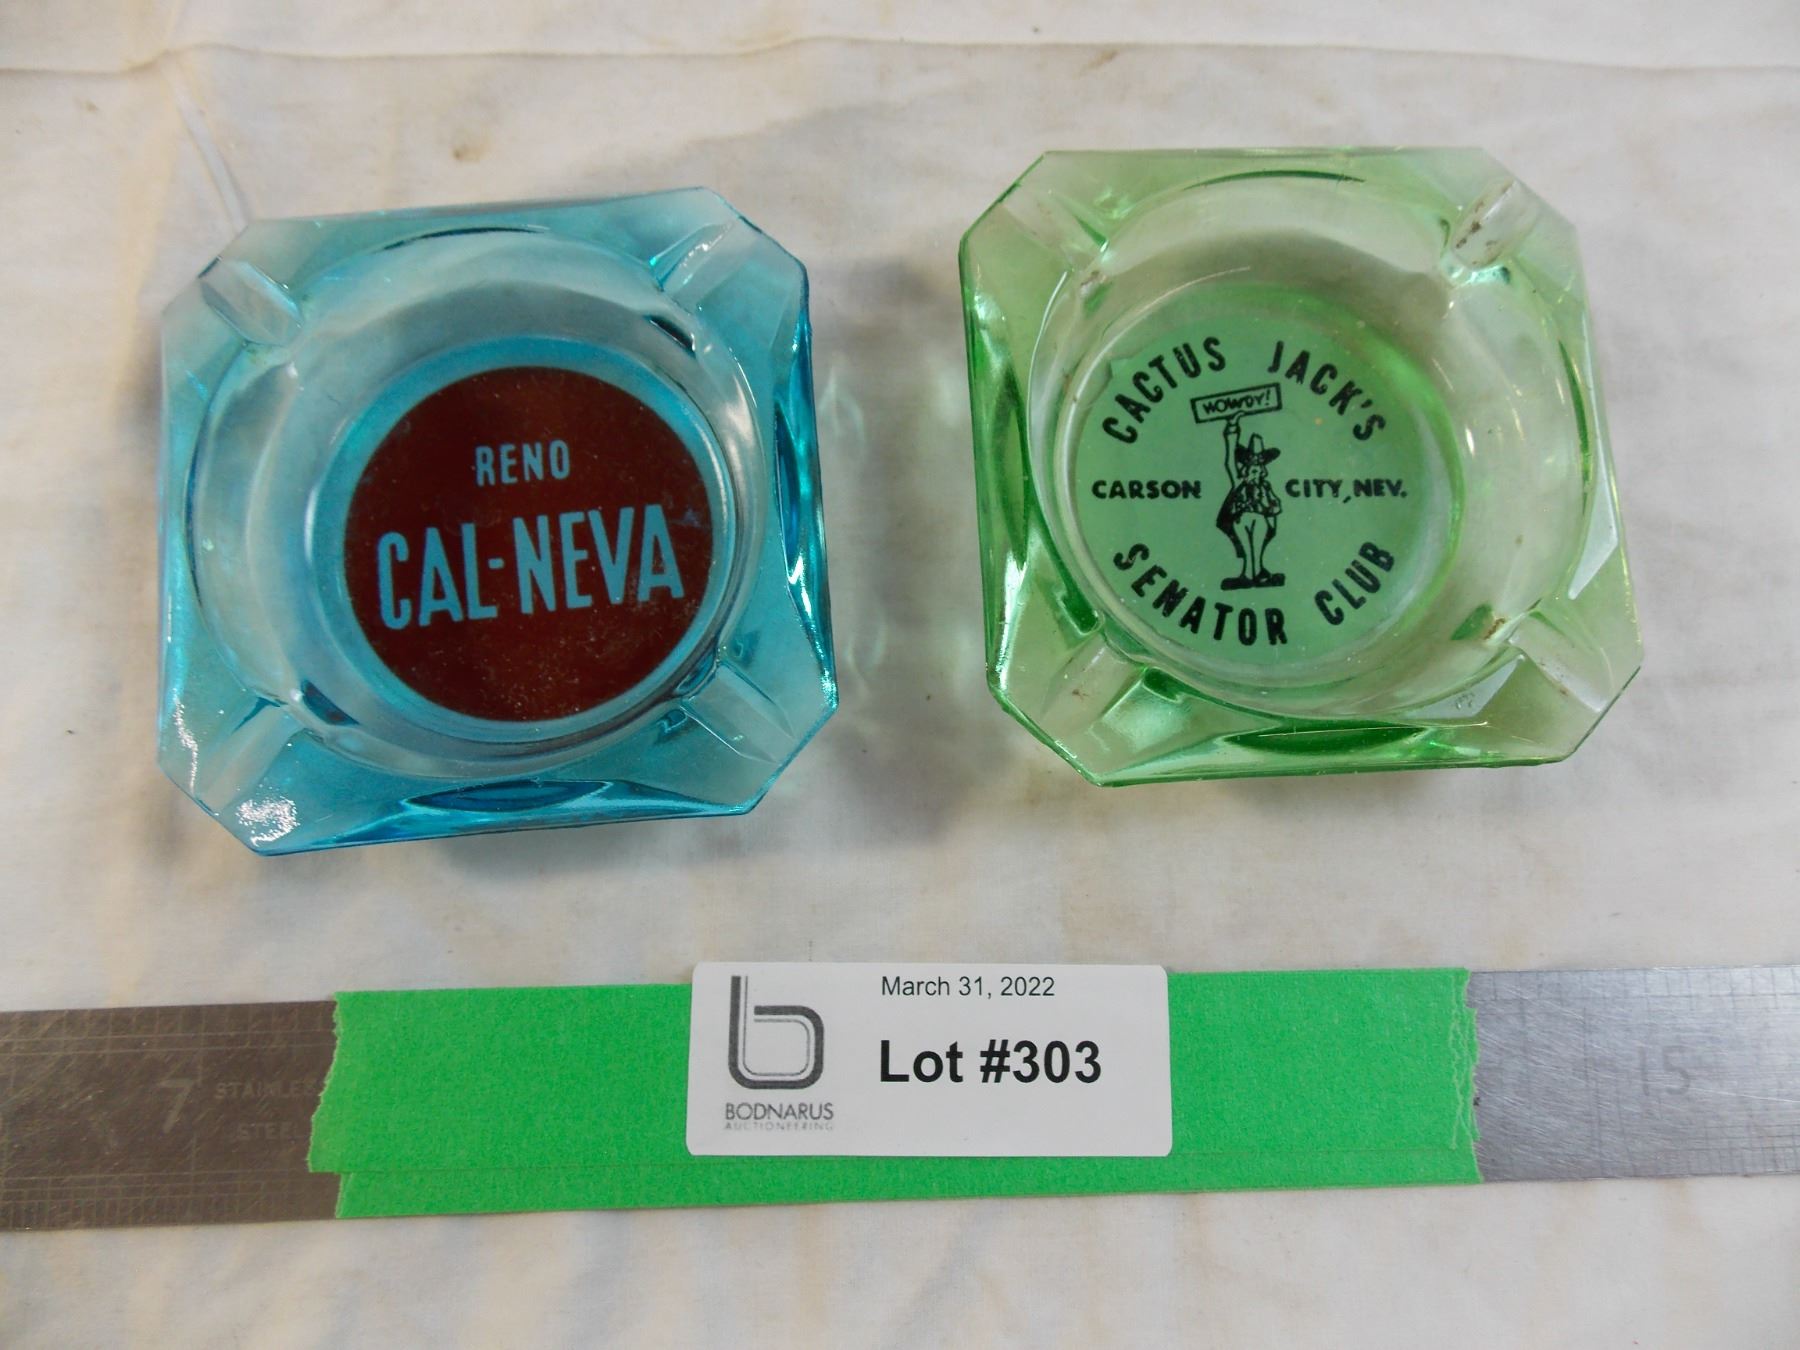 RENO
CAL-NEVA
CACTUS JACK'S
HOWDY!
CARSON CITY, NEV.
SENATOR CLUB
March 31, 2022
Lot #303
BODNARUS
AUCTIONEERING
7
STAINLESS
STEEL
15